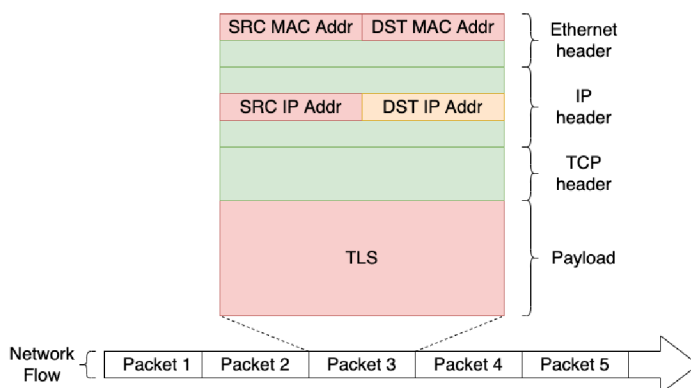 SRC MAC Addr DST MAC Addr Ethernet
header
SRC IP Addr DST IP Addr IP
header
TCP
header
TLS Payload
Network
Flow
Packet 1 Packet 2 Packet 3 Packet 4 Packet 5